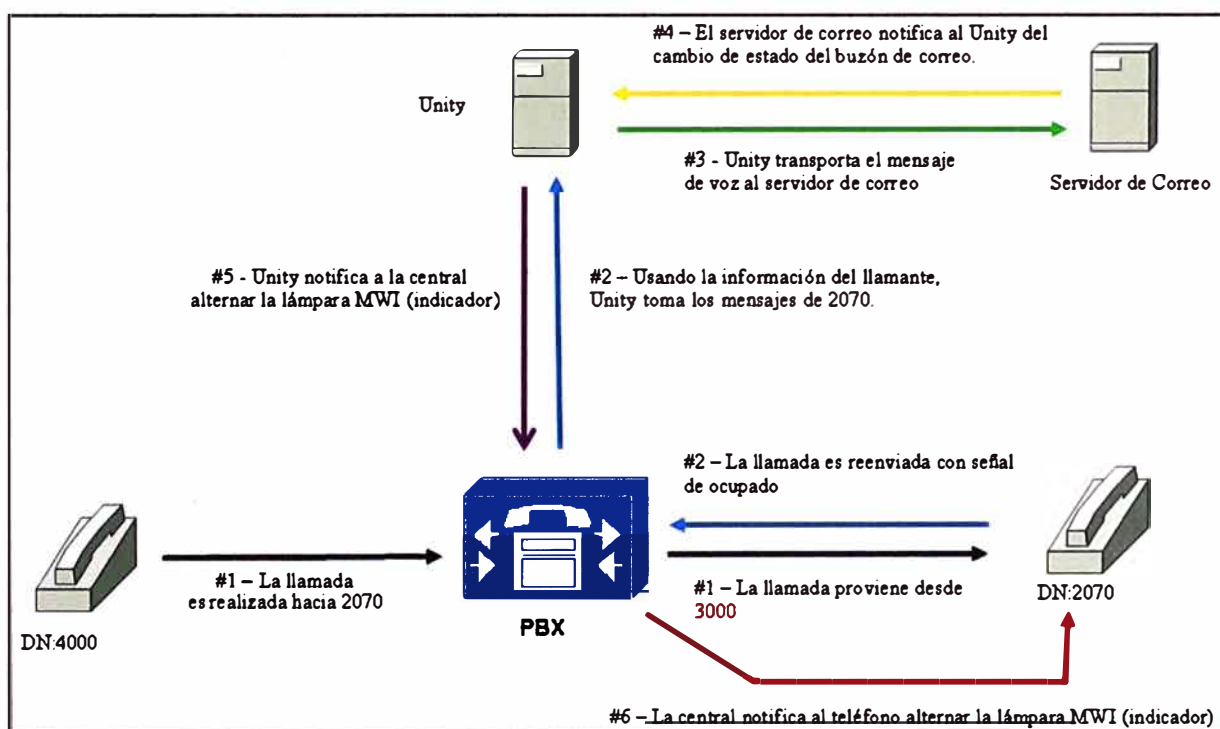 #4 – El servidor de correo notifica al Unity del
cambio de estado del buzón de correo.
Unity
#3 - Unity transporta el mensaje
de voz al servidor de correo
Servidor de Correo
#5 - Unity notifica a la central
alternar la lámpara MWI (indicador)
#2 – Usando la información del llamante,
Unity toma los mensajes de 2070.
#2 – La llamada es reenviada con señal
de ocupado
#1 – La llamada
es realizada hacia 2070
#1 – La llamada proviene desde
3000
DN:2070
PBX
DN:4000
#6 – La central notifica al teléfono alternar la lámpara MWI (indicador)